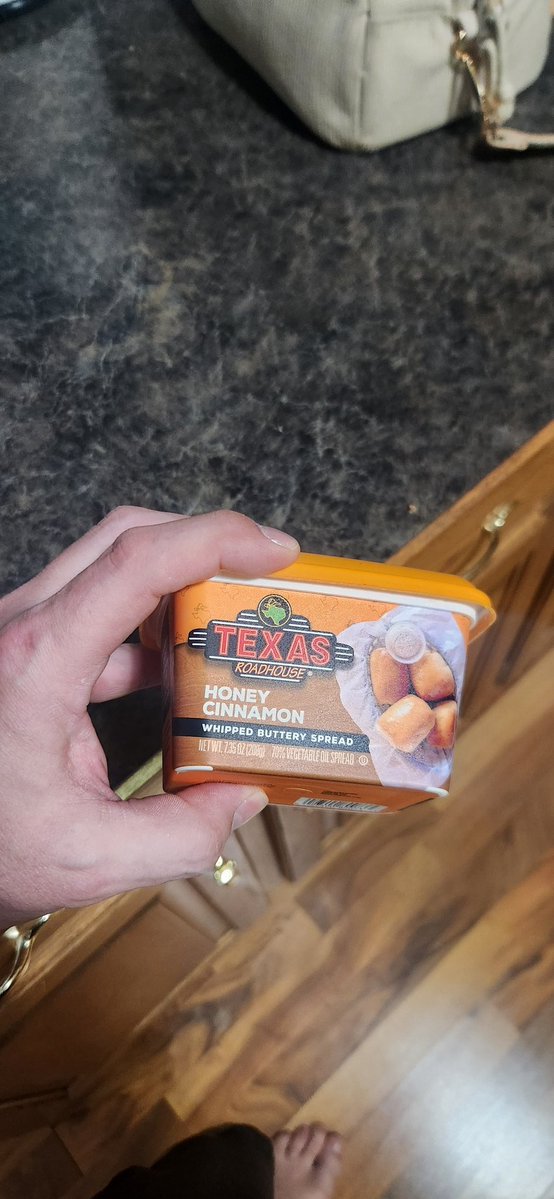 TEXAS
ROADHOUSE®
HONEY
CINNAMON
WHIPPED BUTTERY SPREAD
NET WT. 7.35 OZ (208g) 70% VEGETABLE OIL SPREAD